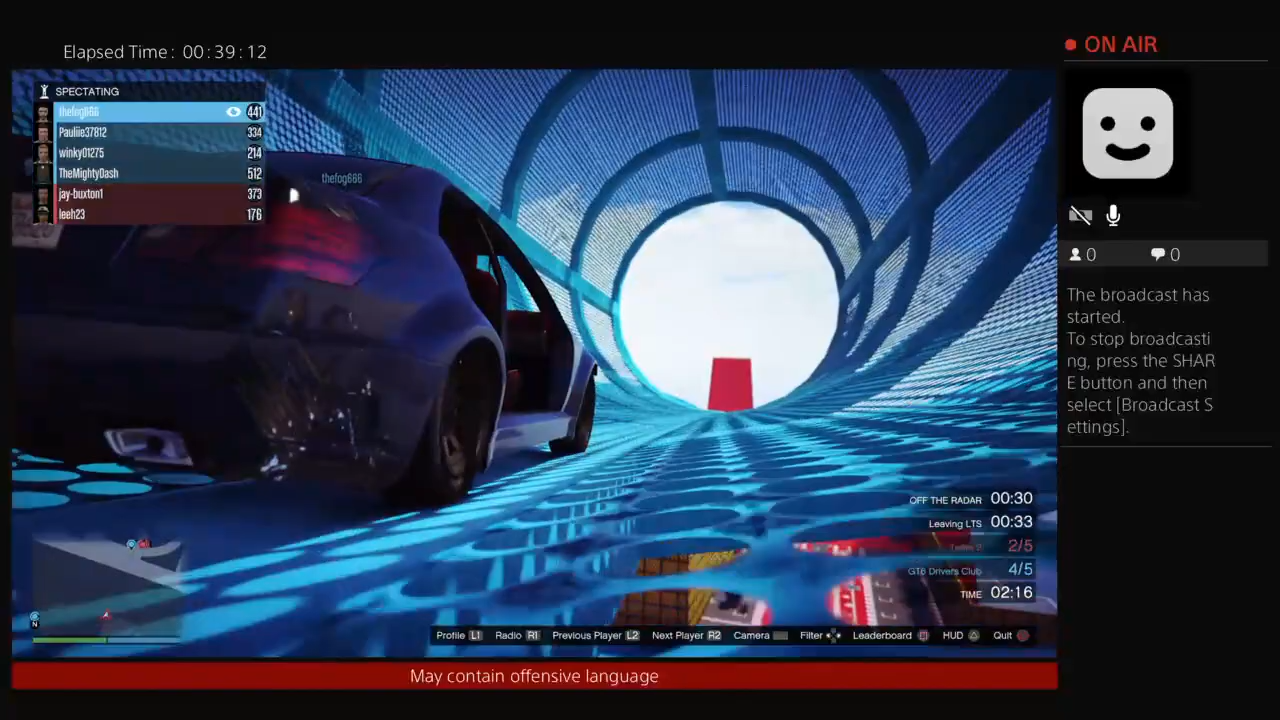 Elapsed Time: 00:39:12
ON AIR
SPECTATING
thefog666 441
Pauliie37812 334
winky01275 214
TheMightyDash 512
jay-buxton1 373
leeh23 176
thefog666
0 0
The broadcast has
started.
To stop broadcasti
ng, press the SHAR
E button and then
select [Broadcast S
ettings].
OFF THE RADAR 00:30
Leaving LTS 00:33
2/5
GT6 Drivers Club 4/5
TIME 02:16
N
Profile L1 Radio R1 Previous Player L2 Next Player R2 Camera Filter Leaderboard HUD Quit
May contain offensive language